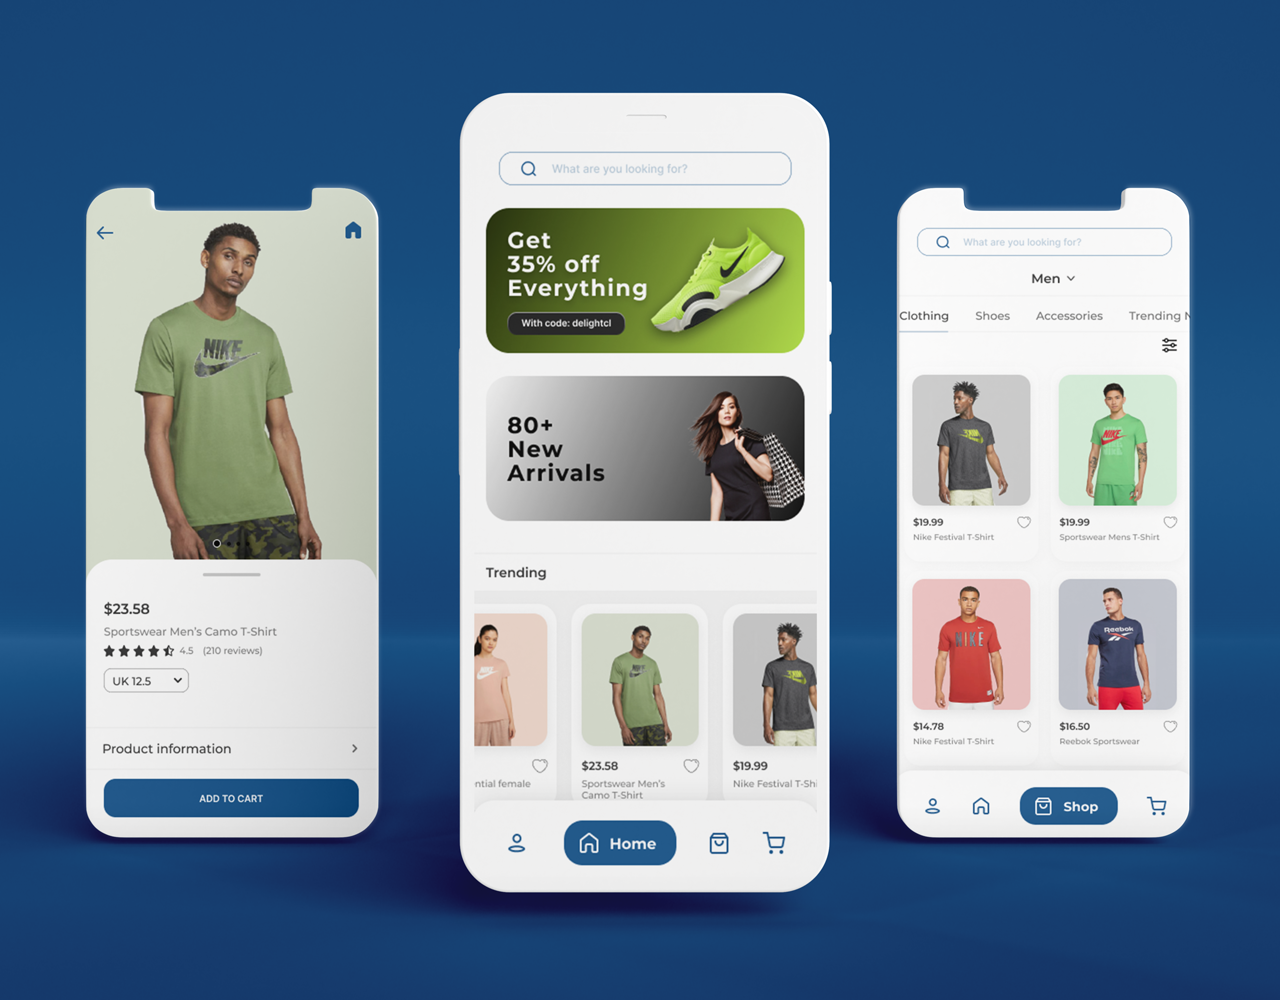 NIKE
$23.58
Sportswear Men's Camo T-Shirt
4.5 (210 reviews)
UK 12.5
Product information
ADD TO CART
What are you looking for?
Get
35% off
Everything
With code: delightcl
80+
New
Arrivals
Trending
ntial female
$23.58
Sportswear Men's
Camo T-Shirt
$19.99
Nike Festival T-Shi
Home
What are you looking for?
Men
Clothing Shoes Accessories Trending N
NIKE
$19.99
Nike Festival T-Shirt
$19.99
Sportswear Mens T-Shirt
NIKE
Reebok
$14.78
Nike Festival T-Shirt
$16.50
Reebok Sportswear
Shop